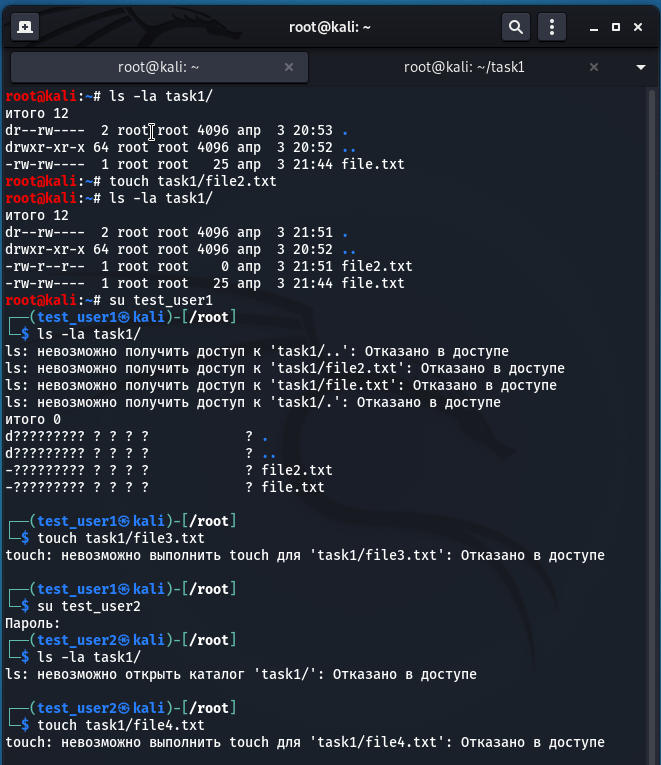 root@kali: ~
root@kali: ~
root@kali: ~/task1
root@kali:~# ls -la task1/
итого 12
dr--rw----  2 root root 4096 апр  3 20:53 .
drwxr-xr-x 64 root root 4096 апр  3 20:52 ..
-rw-rw----  1 root root   25 апр  3 21:44 file.txt
root@kali:~# touch task1/file2.txt
root@kali:~# ls -la task1/
итого 12
dr--rw----  2 root root 4096 апр  3 21:51 .
drwxr-xr-x 64 root root 4096 апр  3 20:52 ..
-rw-r--r--  1 root root    0 апр  3 21:51 file2.txt
-rw-rw----  1 root root   25 апр  3 21:44 file.txt
root@kali:~# su test_user1
┌──(test_user1㉿kali)-[/root]
└─$ ls -la task1/
ls: невозможно получить доступ к 'task1/..': Отказано в доступе
ls: невозможно получить доступ к 'task1/file2.txt': Отказано в доступе
ls: невозможно получить доступ к 'task1/file.txt': Отказано в доступе
ls: невозможно получить доступ к 'task1/.': Отказано в доступе
итого 0
d????????? ? ? ? ?            ? .
d????????? ? ? ? ?            ? ..
-????????? ? ? ? ?            ? file2.txt
-????????? ? ? ? ?            ? file.txt
┌──(test_user1㉿kali)-[/root]
└─$ touch task1/file3.txt
touch: невозможно выполнить touch для 'task1/file3.txt': Отказано в доступе
┌──(test_user1㉿kali)-[/root]
└─$ su test_user2
Пароль:
┌──(test_user2㉿kali)-[/root]
└─$ ls -la task1/
ls: невозможно открыть каталог 'task1/': Отказано в доступе
┌──(test_user2㉿kali)-[/root]
└─$ touch task1/file4.txt
touch: невозможно выполнить touch для 'task1/file4.txt': Отказано в доступе